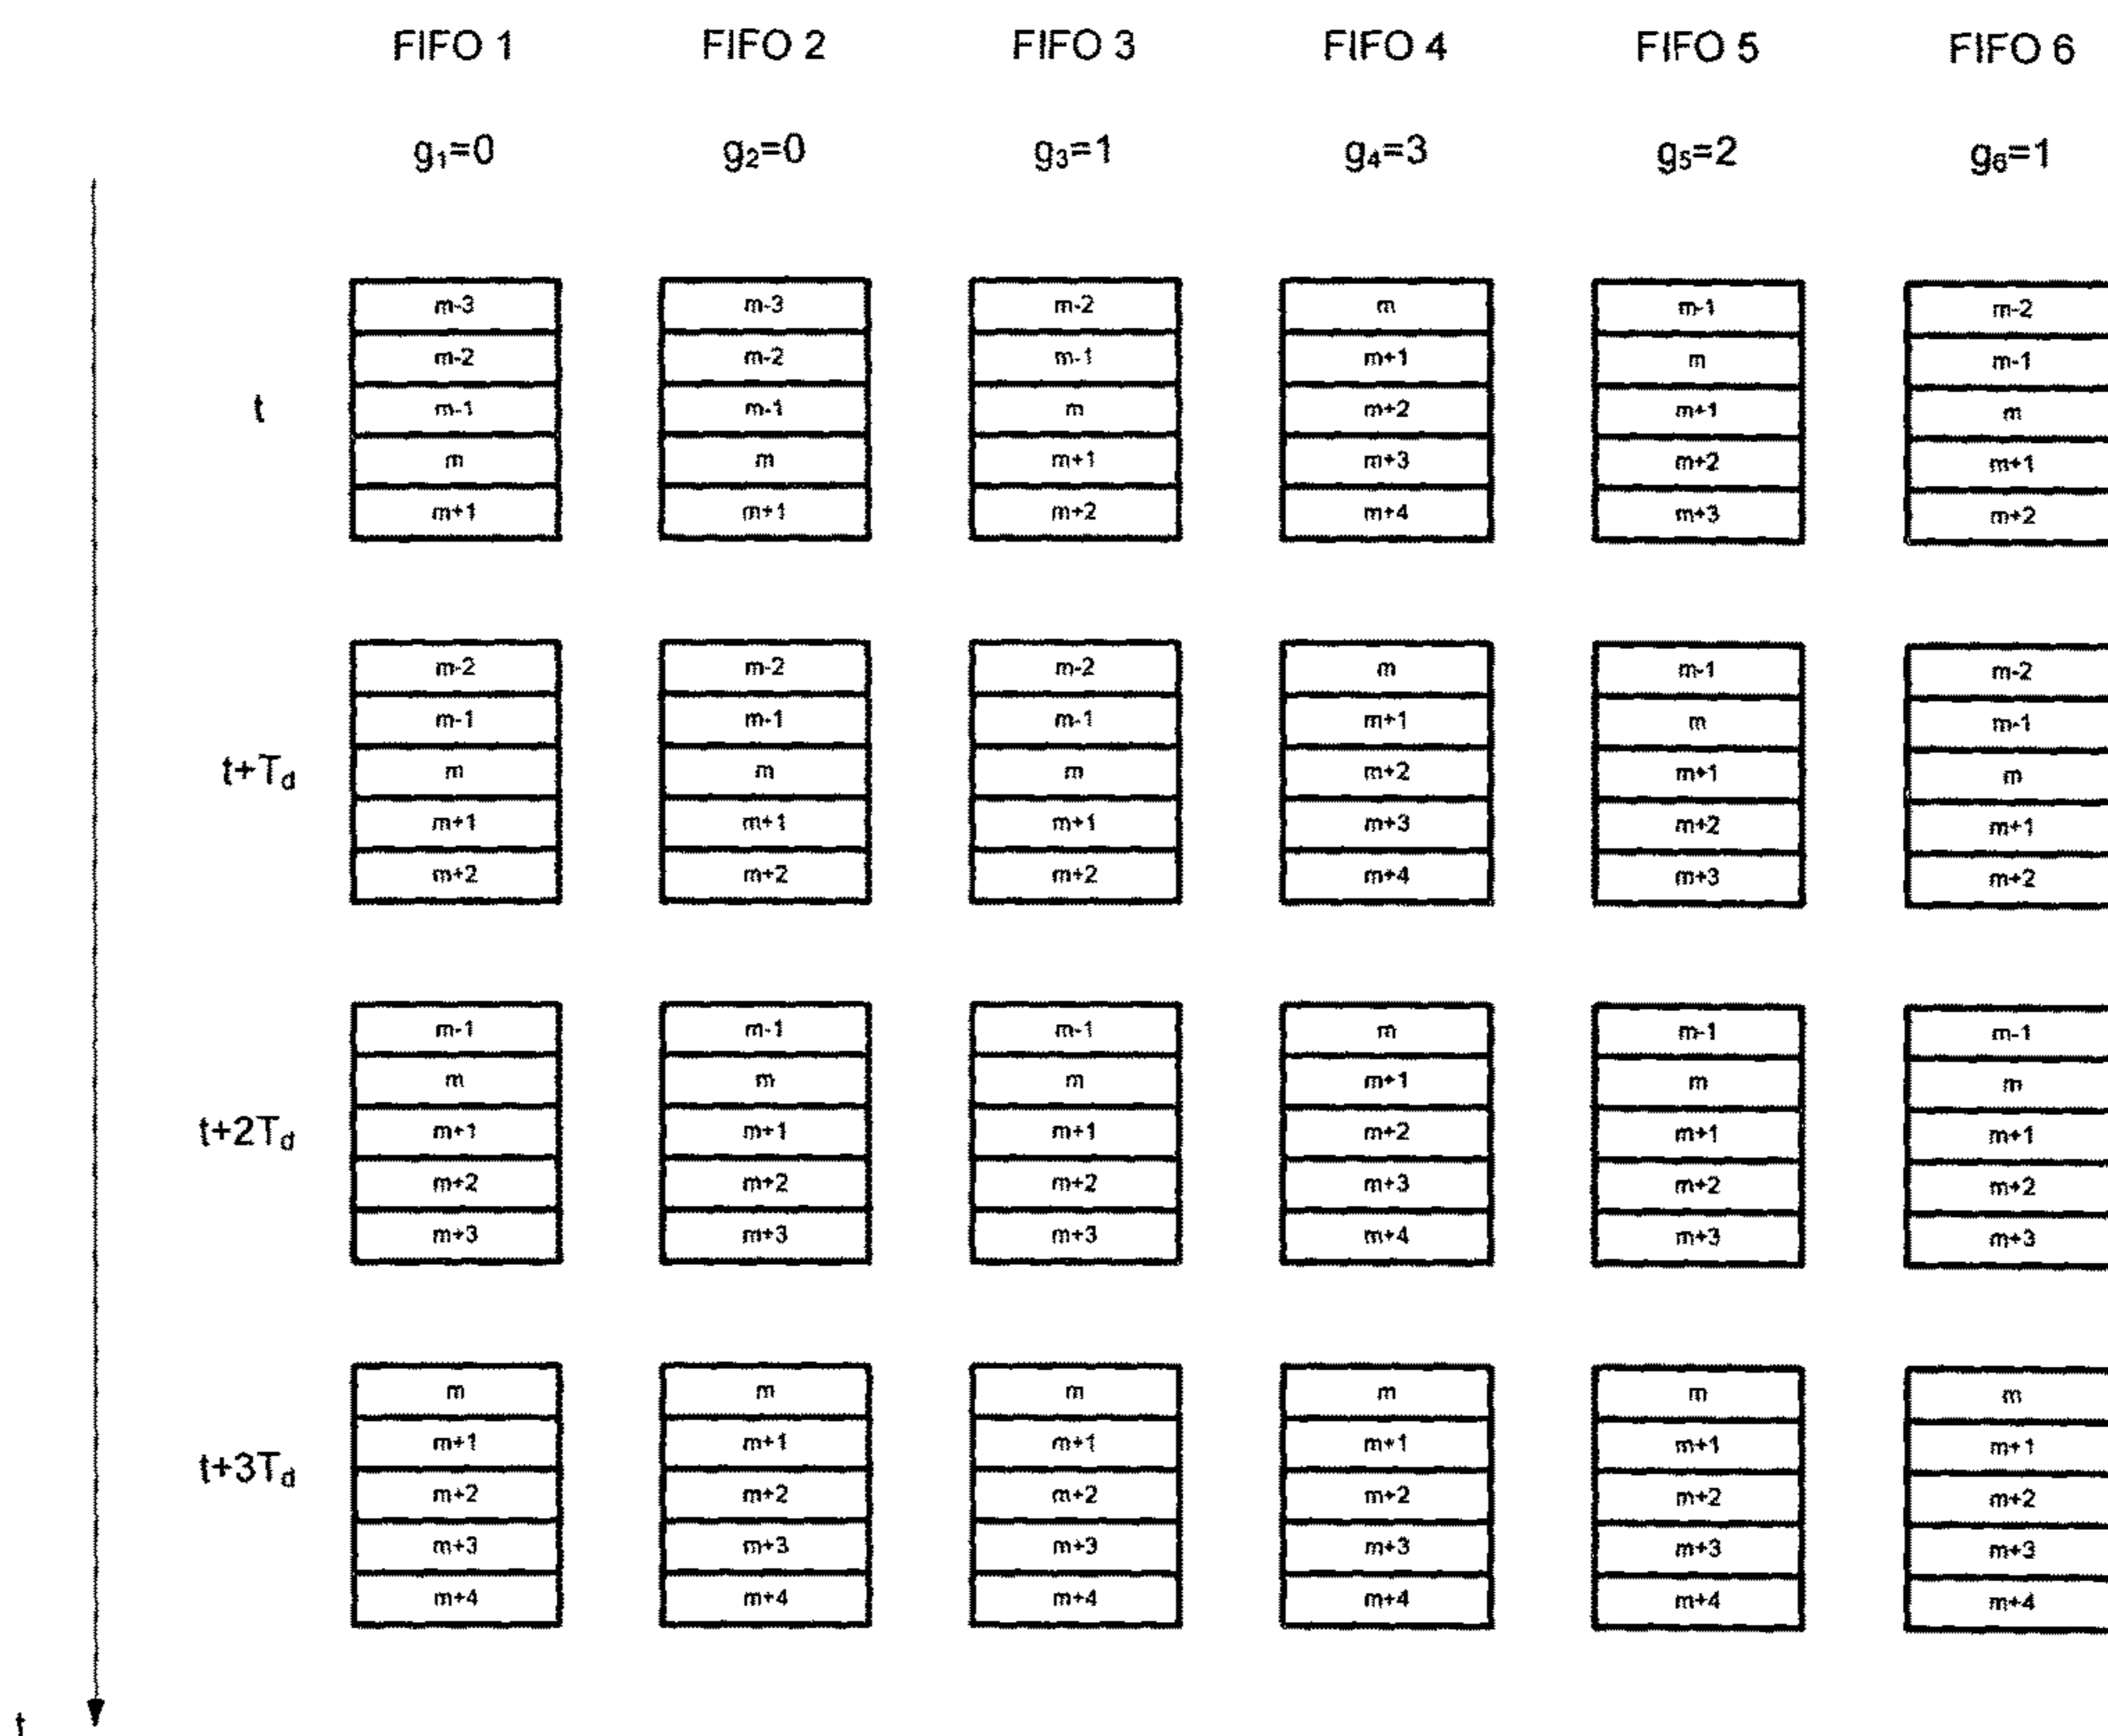 FIFO 1 FIFO 2 FIFO 3 FIFO 4 FIFO 5 FIFO 6
g₁=0 g₂=0 g₃=1 g₄=3 g₅=2 g₆=1
m-3 m-3 m-2 m m-1 m-2
m-2 m-2 m-1 m+1 m m-1
t m-1 m-1 m m+2 m+1 m
m m m+1 m+3 m+2 m+1
m+1 m+1 m+2 m+4 m+3 m+2
m-2 m-2 m-2 m m-1 m-2
m-1 m-1 m-1 m+1 m m-1
t+T_d m m m m+2 m+1 m
m+1 m+1 m+1 m+3 m+2 m+1
m+2 m+2 m+2 m+4 m+3 m+2
m-1 m-1 m-1 m m-1 m-1
m m m m+1 m m
t+2T_d m+1 m+1 m+1 m+2 m+1 m+1
m+2 m+2 m+2 m+3 m+2 m+2
m+3 m+3 m+3 m+4 m+3 m+3
m m m m m m
m+1 m+1 m+1 m+1 m+1 m+1
t+3T_d m+2 m+2 m+2 m+2 m+2 m+2
m+3 m+3 m+3 m+3 m+3 m+3
m+4 m+4 m+4 m+4 m+4 m+4
t